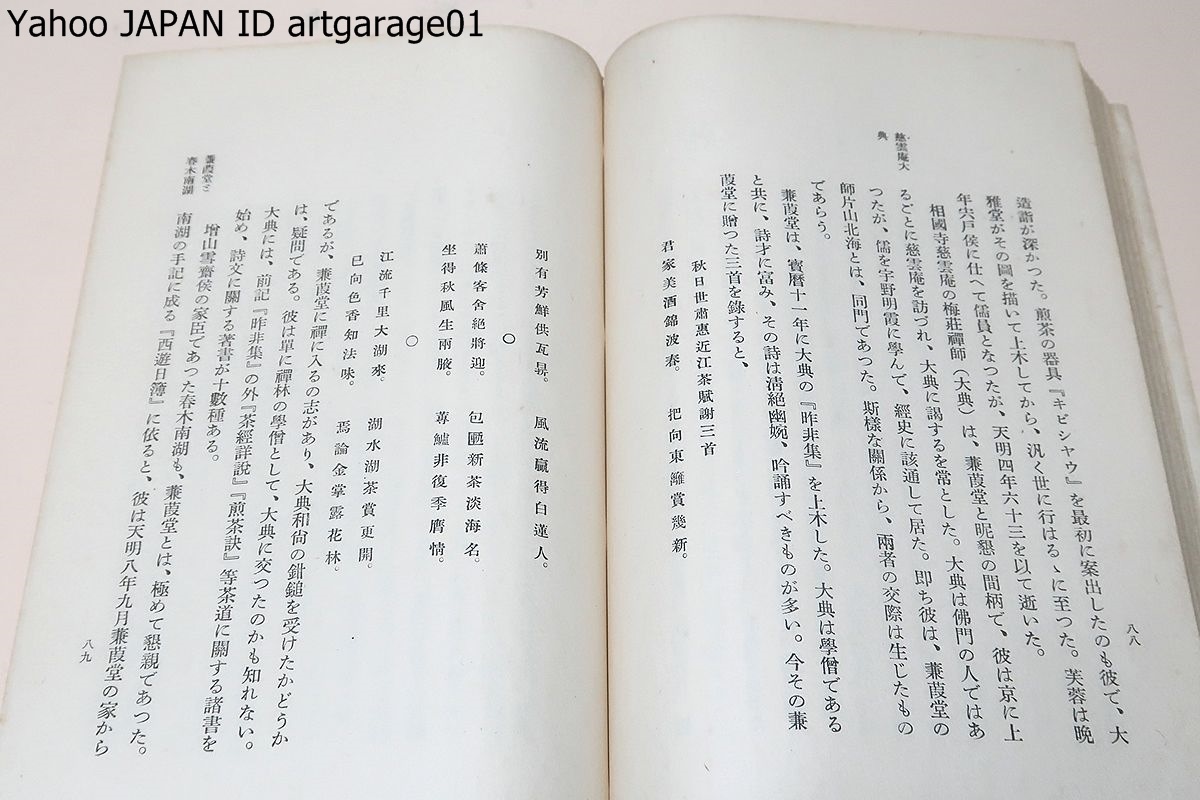 Yahoo JAPAN ID artgarage01
八八
造詣が深かつた。煎茶の器具『キビシヤウ』を最初に案出したのも彼で、大
雅堂がその圖を描いて上木してから、汎く世に行はるゝに至つた。芙蓉は晩
年宍戸侯に仕へて儒員となつたが、天明四年六十三を以て逝いた。
慈雲庵大
典
相國寺慈雲庵の梅莊禪師（大典）は、蒹葭堂と昵懇の間柄で、彼は京に上
るごとに慈雲庵を訪づれ、大典に謁するを常とした。大典は佛門の人ではあ
つたが、儒を宇野明霞に學んで、經史に該通して居た。即ち彼は、蒹葭堂の
師片山北海とは、同門であつた。斯樣な關係から、兩者の交際は生じたもの
であらう。
蒹葭堂は、寶曆十一年に大典の『昨非集』を上木した。大典は學僧である
と共に、詩才に富み、その詩は清絕幽婉、吟誦すべきものが多い。今その蒹
葭堂に贈つた三首を錄すると、
秋日世肅惠近江茶賦謝三首
君家美酒錦波春。　把向東籬賞幾新。
別有芳鮮供瓦鼎。　風流贏得白蓮人。
〇
蕭條客舍絕將迎。　包匭新茶淡海名。
坐得秋風生兩腋。　蓴鱸非復季膺情。
〇
江流千里大湖來。　湖水湖茶賞更開。
已向色香知法味。　焉論金掌露花林。
であるが、蒹葭堂に禪に入るの志があり、大典和尙の鉗鎚を受けたかどうか
は、疑問である。彼は單に禪林の學僧として、大典に交つたのかも知れない。
大典には、前記『昨非集』の外『茶經詳說』『煎茶訣』等茶道に關する諸書を
始め、詩文に關する著書が十數種ある。
蒹葭堂と
春木南湖
增山雪齋侯の家臣であつた春木南湖も、蒹葭堂とは、極めて懇親であつた。
南湖の手記に成る『西遊日簿』に依ると、彼は天明八年九月蒹葭堂の家から
八九